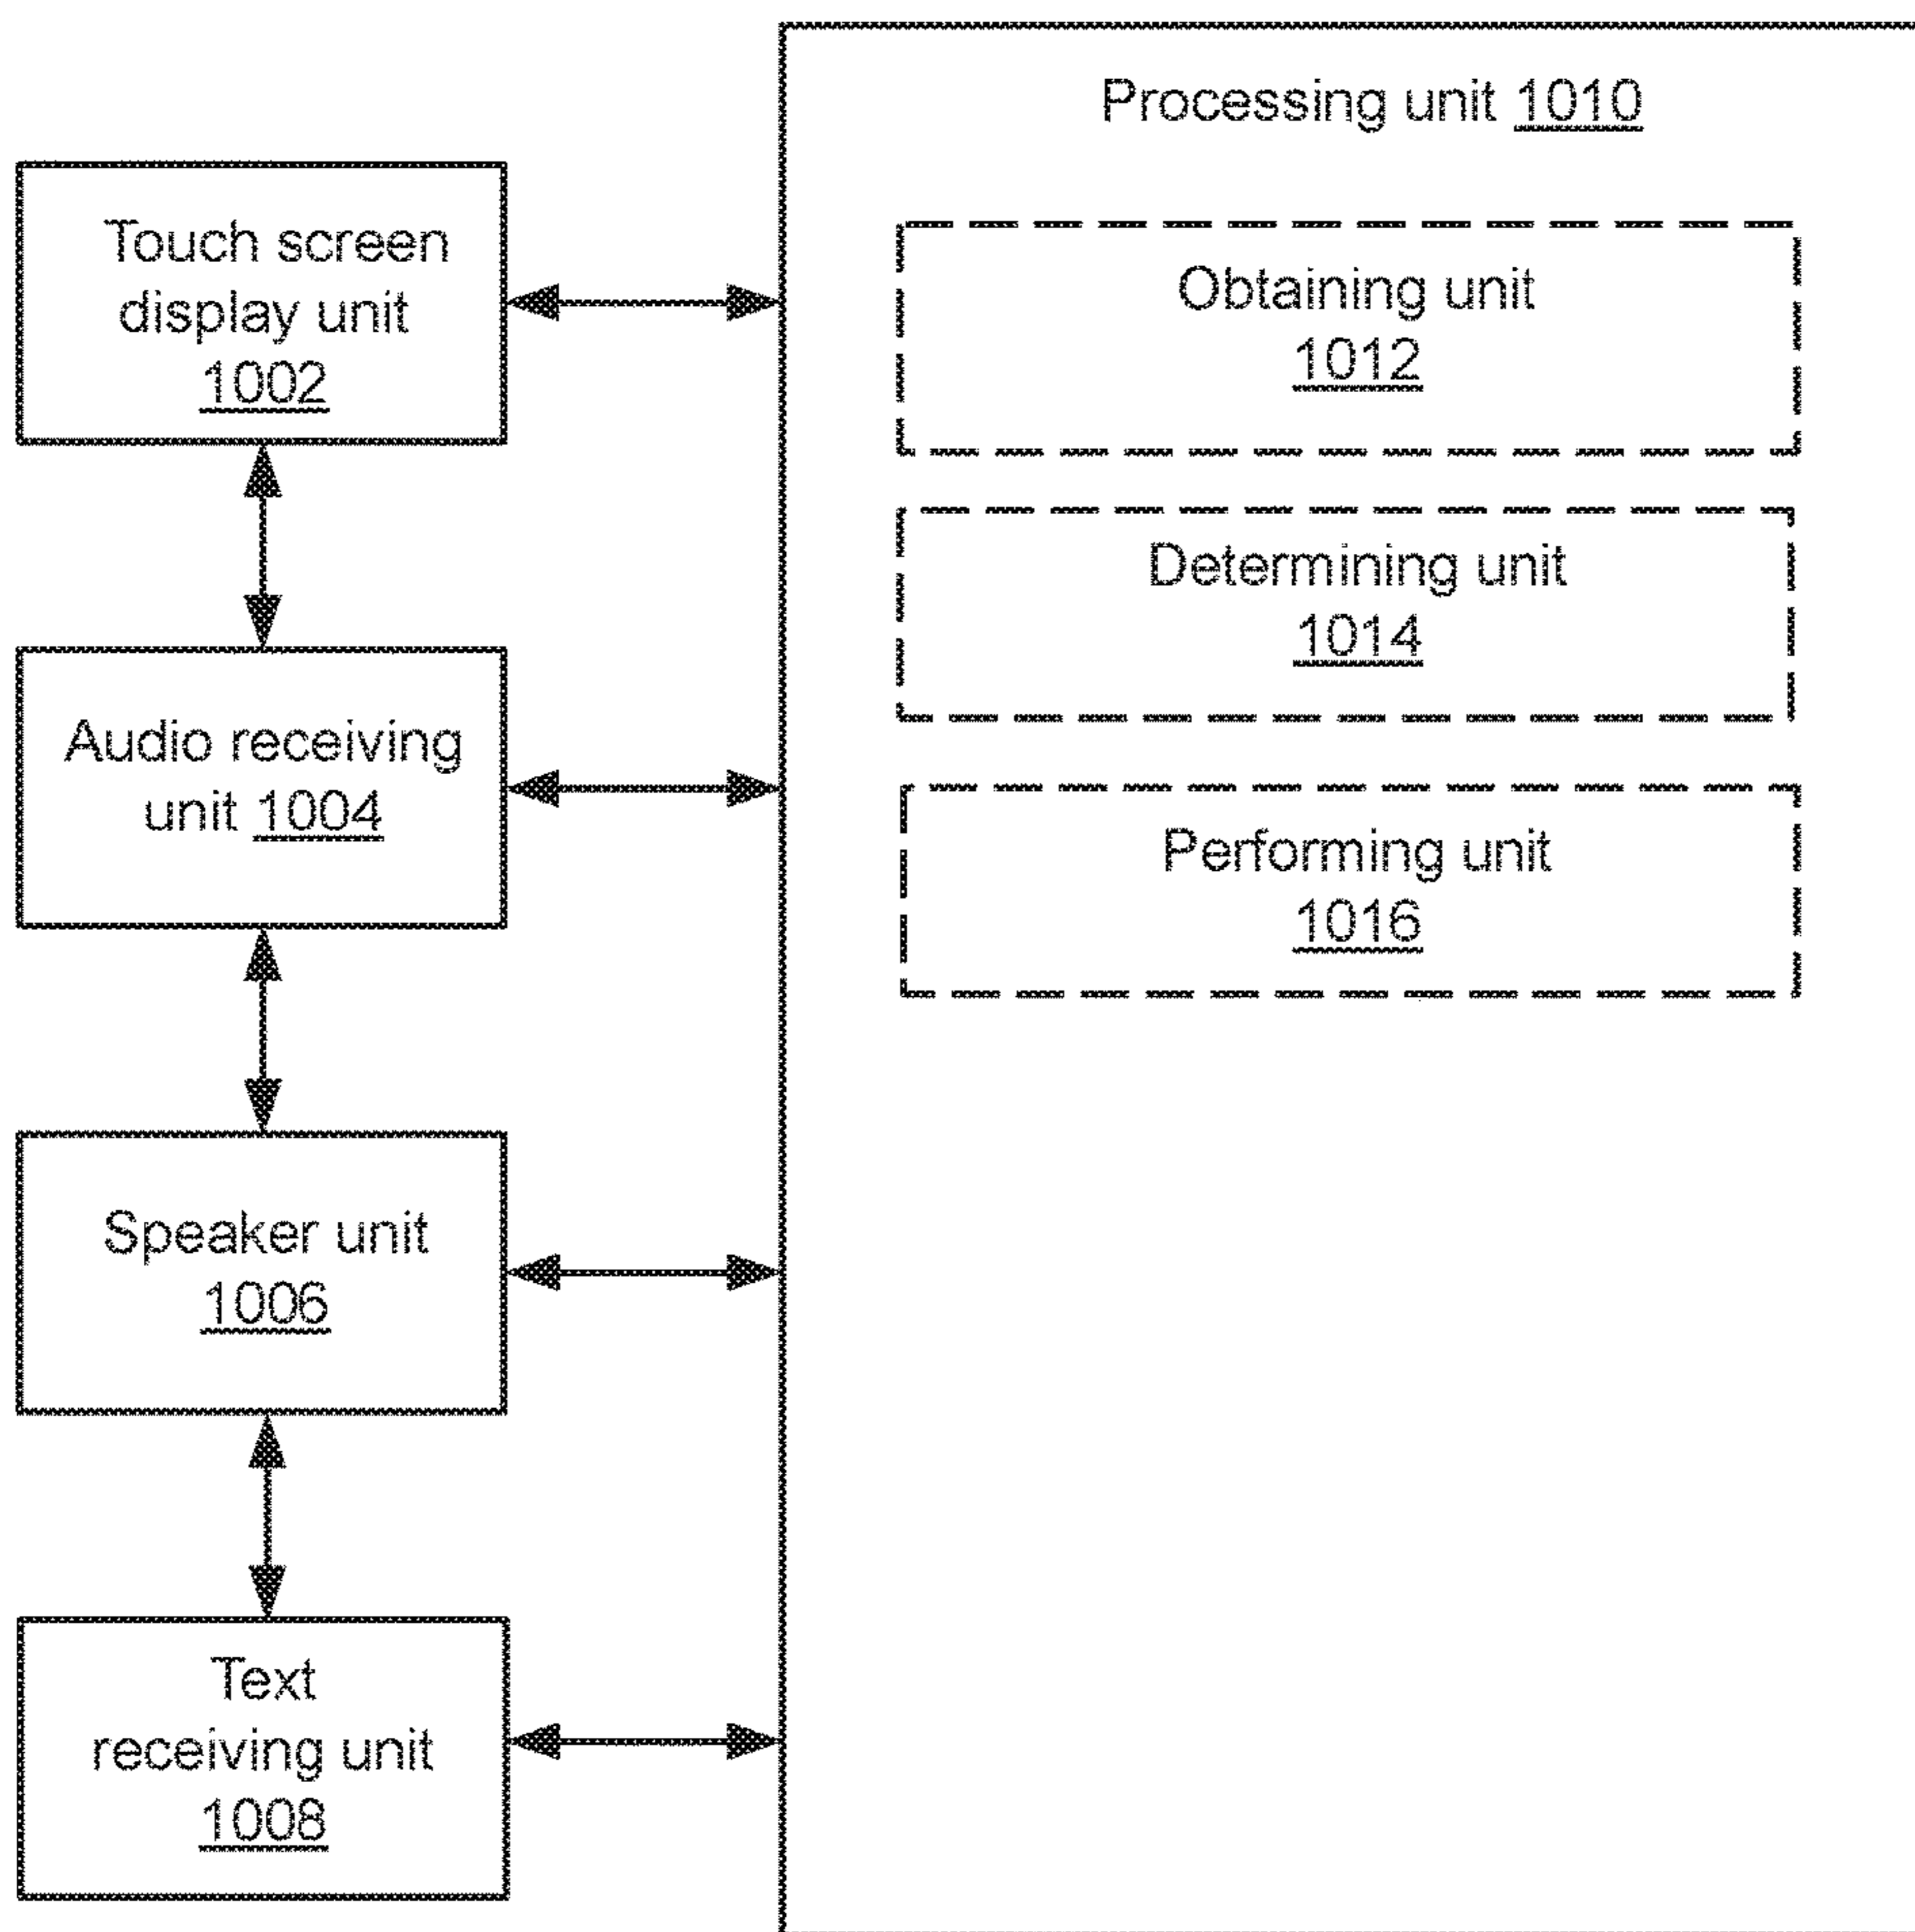 Processing unit 1010
Touch screen
display unit
1002
Obtaining unit
1012
Determining unit
1014
Audio receiving
unit 1004
Performing unit
1016
Speaker unit
1006
Text
receiving unit
1008